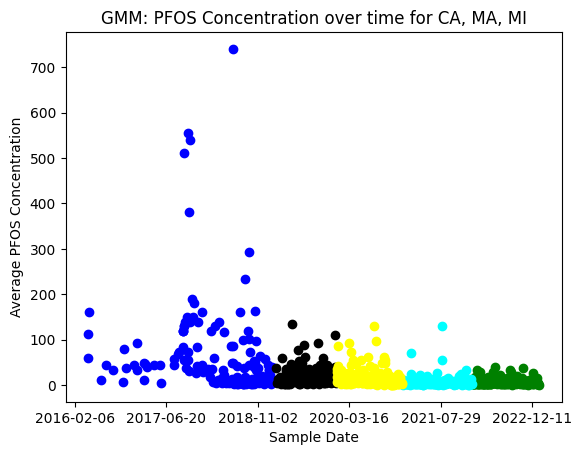 GMM: PFOS Concentration over time for CA, MA, MI
Average PFOS Concentration
700
600
500
400
300
200
100
0
2016-02-06 2017-06-20 2018-11-02 2020-03-16 2021-07-29 2022-12-11
Sample Date